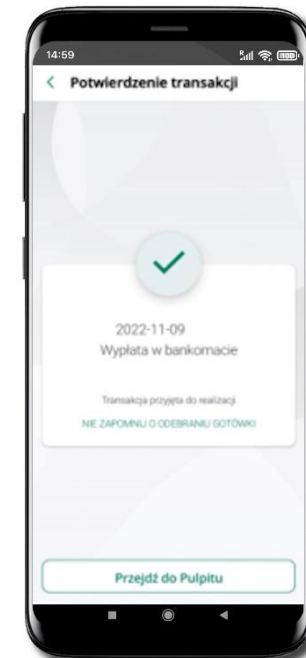 14:59
Potwierdzenie transakcji
2022-11-09
Wypłata w bankomacie
Transakcja przyjęta do realizacji
NIE ZAPOMNIJ O ODEBRANIU GOTÓWKI
Przejdź do Pulpitu